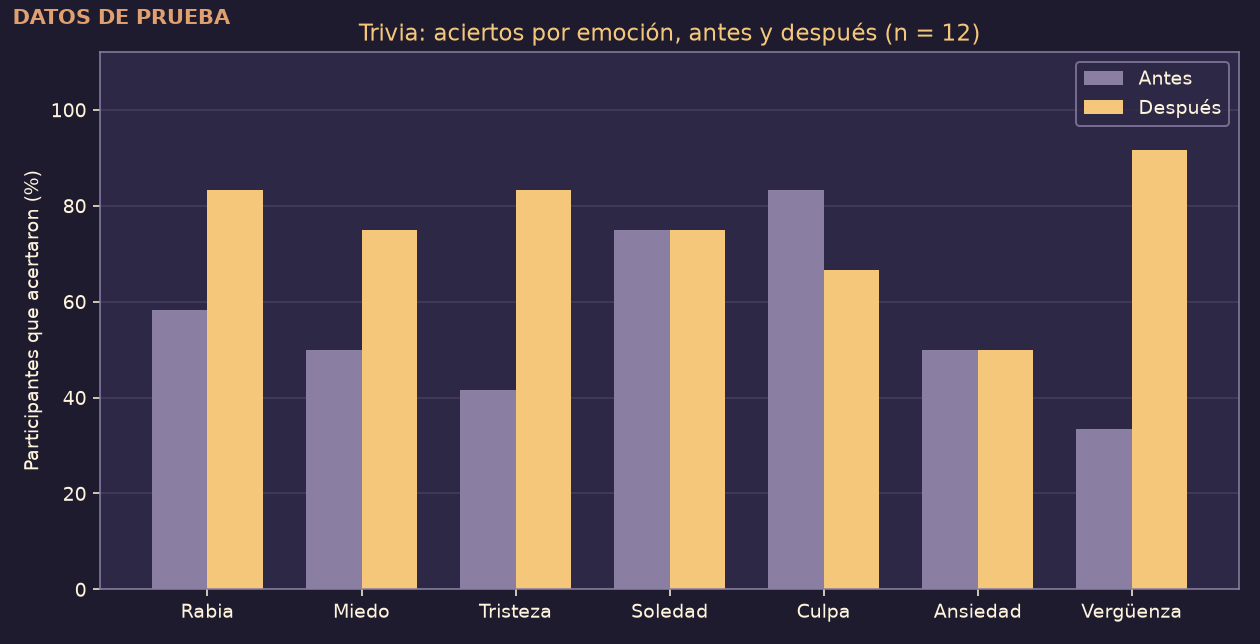 DATOS DE PRUEBA
Trivia: aciertos por emoción, antes y después (n = 12)
Antes
Después
Participantes que acertaron (%)
100
80
60
40
20
0
Rabia Miedo Tristeza Soledad Culpa Ansiedad Vergüenza